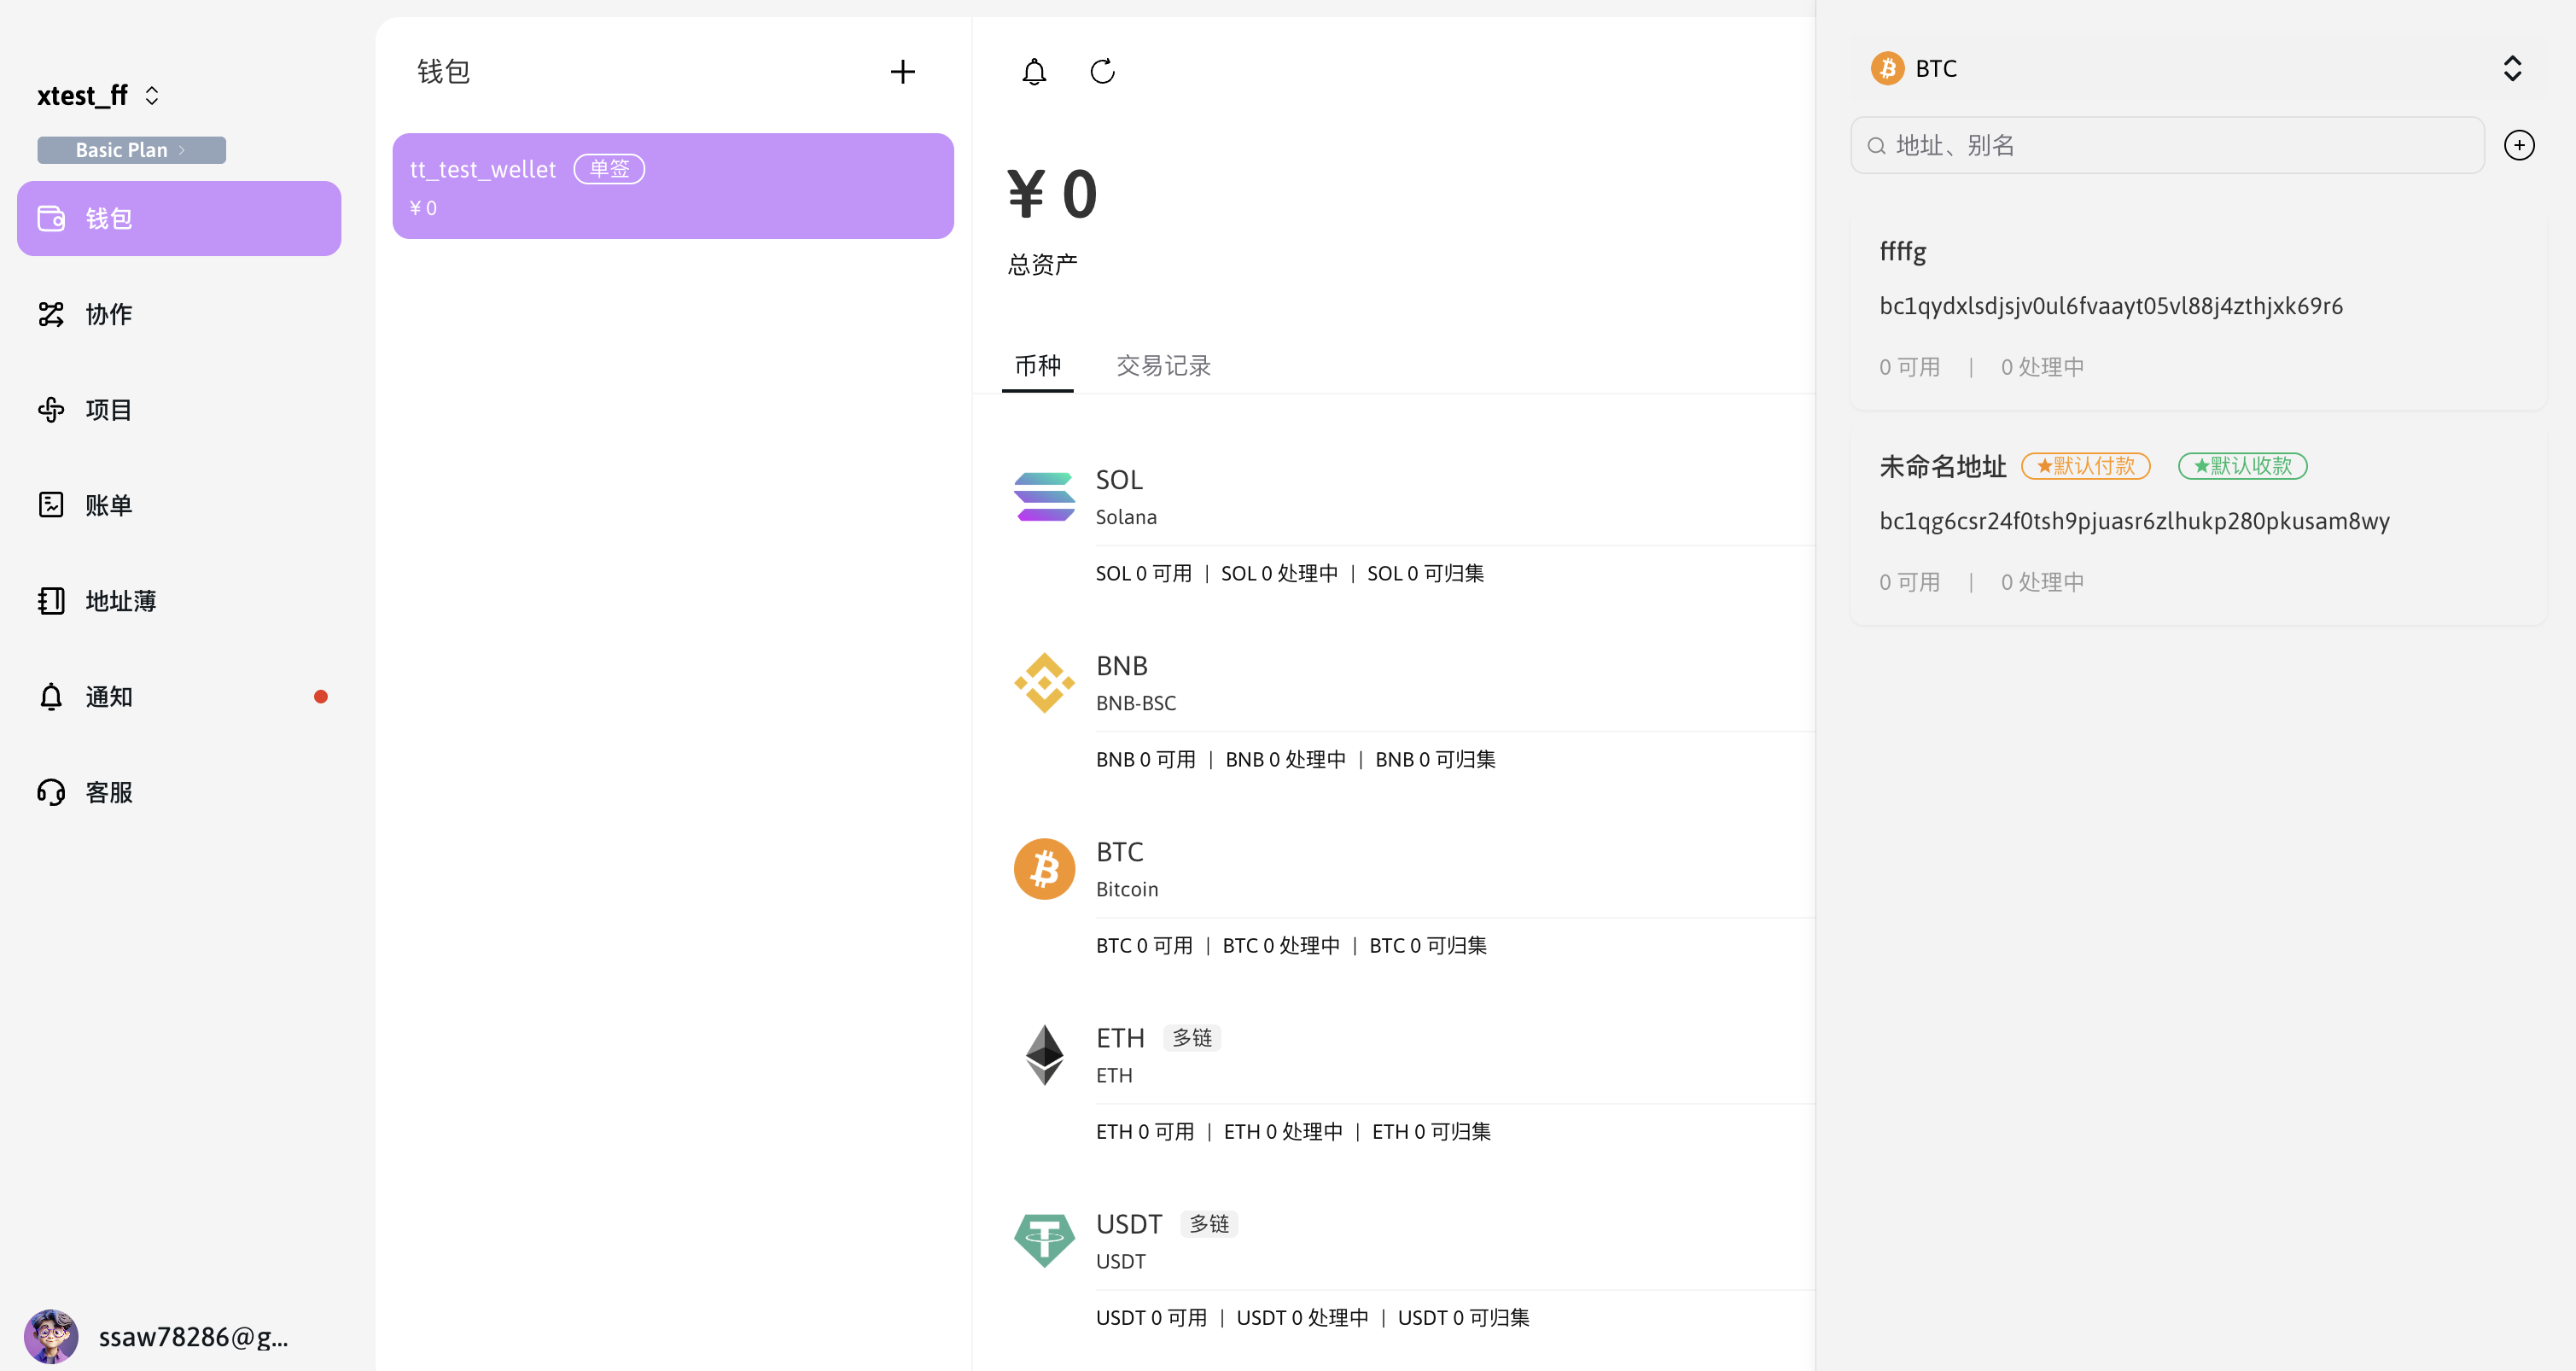 xtest_ff
Basic Plan
钱包
协作
项目
账单
地址薄
通知
客服
ssaw78286@g...
钱包
tt_test_wellet 单签
¥ 0
¥ 0
总资产
币种 交易记录
SOL
Solana
SOL 0 可用 | SOL 0 处理中 | SOL 0 可归集
BNB
BNB-BSC
BNB 0 可用 | BNB 0 处理中 | BNB 0 可归集
BTC
Bitcoin
BTC 0 可用 | BTC 0 处理中 | BTC 0 可归集
ETH 多链
ETH
ETH 0 可用 | ETH 0 处理中 | ETH 0 可归集
USDT 多链
USDT
USDT 0 可用 | USDT 0 处理中 | USDT 0 可归集
BTC
地址、别名
fffffg
bc1qydxlsdjsjv0ul6fvaayt05vl88j4zthjxk69r6
0 可用 | 0 处理中
未命名地址 ★默认付款 ★默认收款
bc1qg6csr24f0tsh9pjuasr6zlhukp280pkusam8wy
0 可用 | 0 处理中